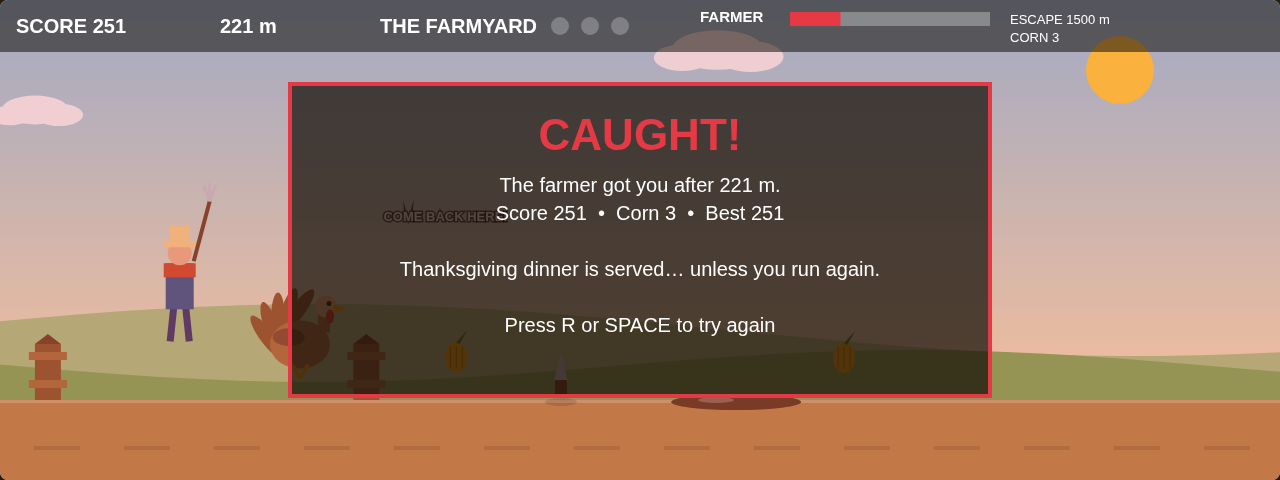 SCORE 251
221 m
THE FARMYARD
FARMER
ESCAPE 1500 m
CORN 3
CAUGHT!
The farmer got you after 221 m.
COME BACK HERE
Score 251 • Corn 3 • Best 251
Thanksgiving dinner is served… unless you run again.
Press R or SPACE to try again